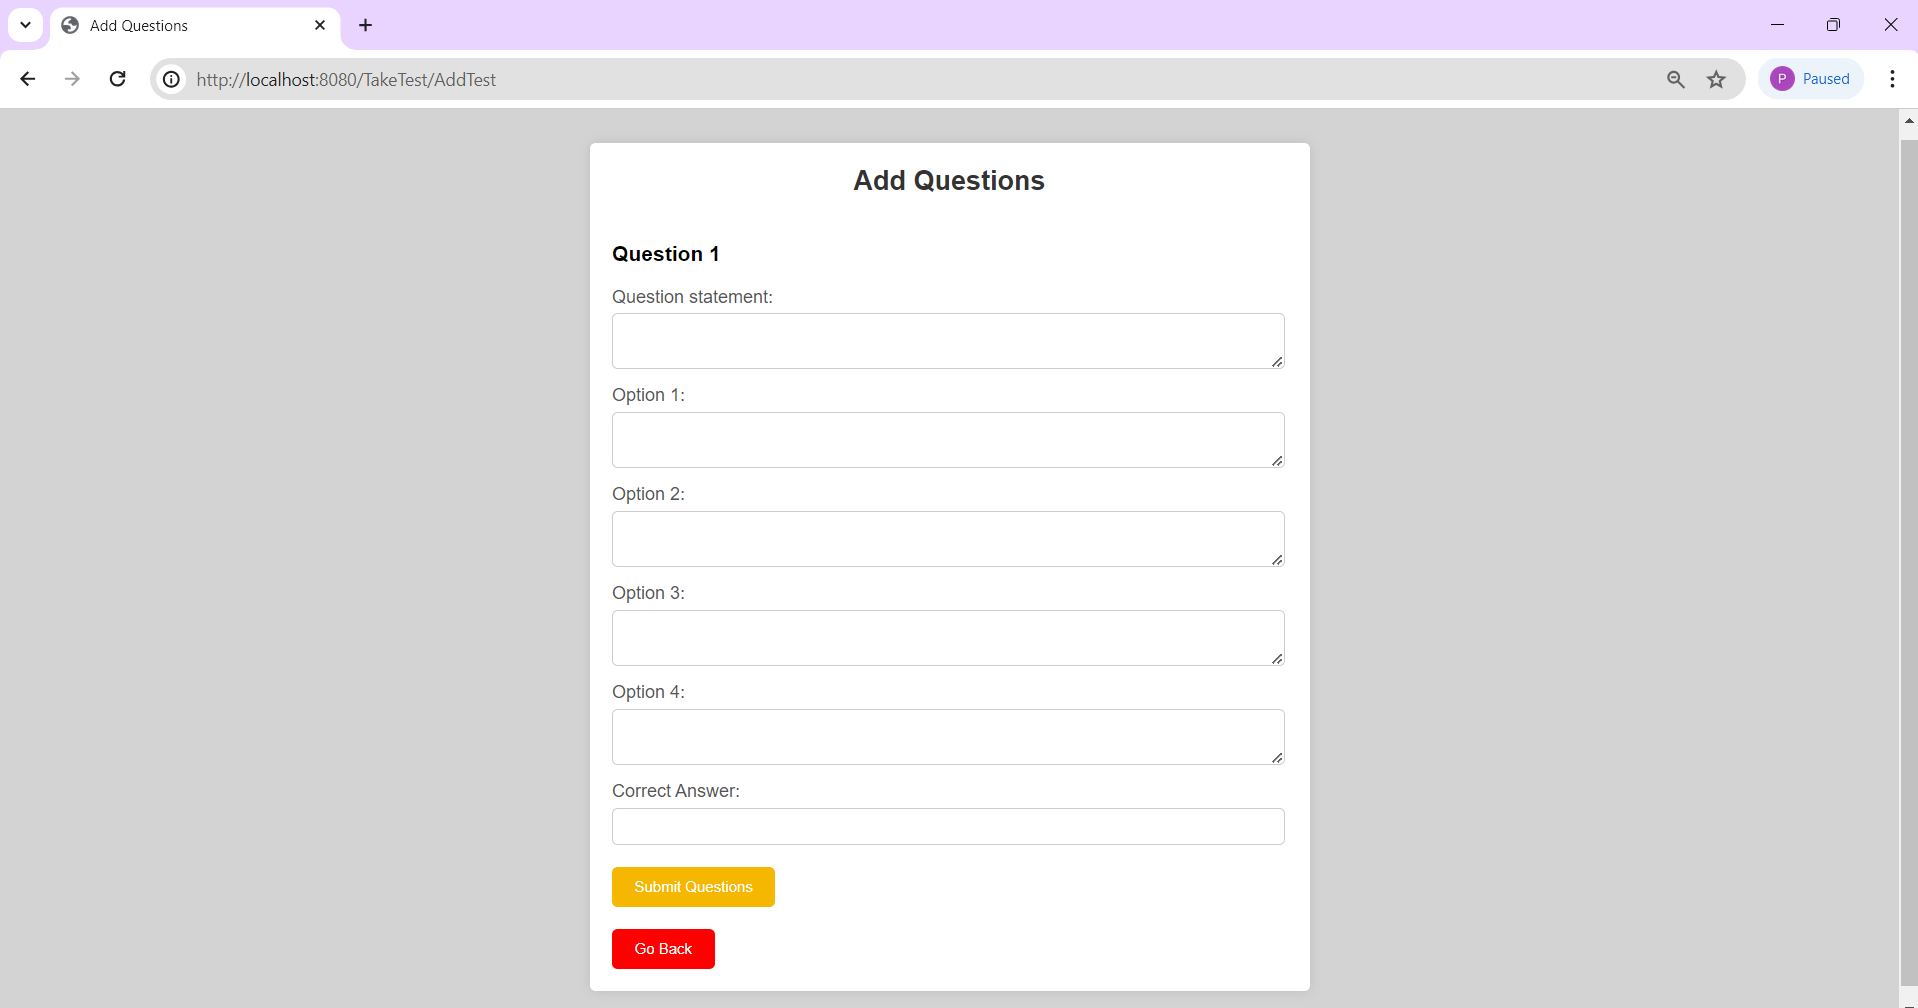 Add Questions
http://localhost:8080/TakeTest/AddTest
P Paused
Add Questions
Question 1
Question statement:
Option 1:
Option 2:
Option 3:
Option 4:
Correct Answer:
Submit Questions
Go Back